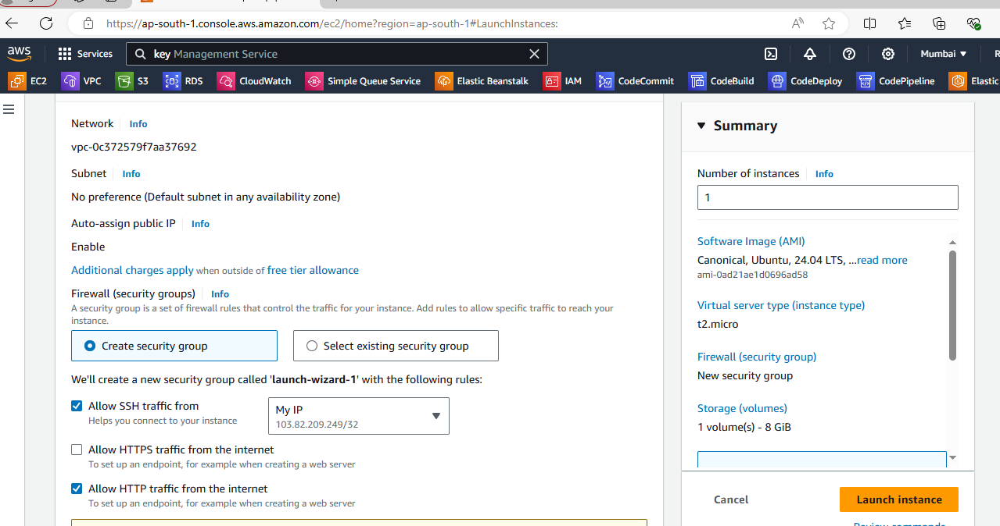 https://ap-south-1.console.aws.amazon.com/ec2/home?region=ap-south-1#LaunchInstances:
aws Services key Management Service Mumbai
EC2 VPC S3 RDS CloudWatch Simple Queue Service Elastic Beanstalk IAM CodeCommit CodeBuild CodeDeploy CodePipeline Elastic
Network Info
vpc-0c372579f7aa37692
Subnet Info
No preference (Default subnet in any availability zone)
Auto-assign public IP Info
Enable
Additional charges apply when outside of free tier allowance
Firewall (security groups) Info
A security group is a set of firewall rules that control the traffic for your instance. Add rules to allow specific traffic to reach your
instance.
Create security group
Select existing security group
We'll create a new security group called 'launch-wizard-1' with the following rules:
Allow SSH traffic from
Helps you connect to your instance
My IP
103.82.209.249/32
Allow HTTPS traffic from the internet
To set up an endpoint, for example when creating a web server
Allow HTTP traffic from the internet
To set up an endpoint, for example when creating a web server
Summary
Number of instances Info
1
Software Image (AMI)
Canonical, Ubuntu, 24.04 LTS, ...read more
ami-0ad21ae1d0696ad58
Virtual server type (instance type)
t2.micro
Firewall (security group)
New security group
Storage (volumes)
1 volume(s) - 8 GiB
Cancel
Launch instance
Review commands